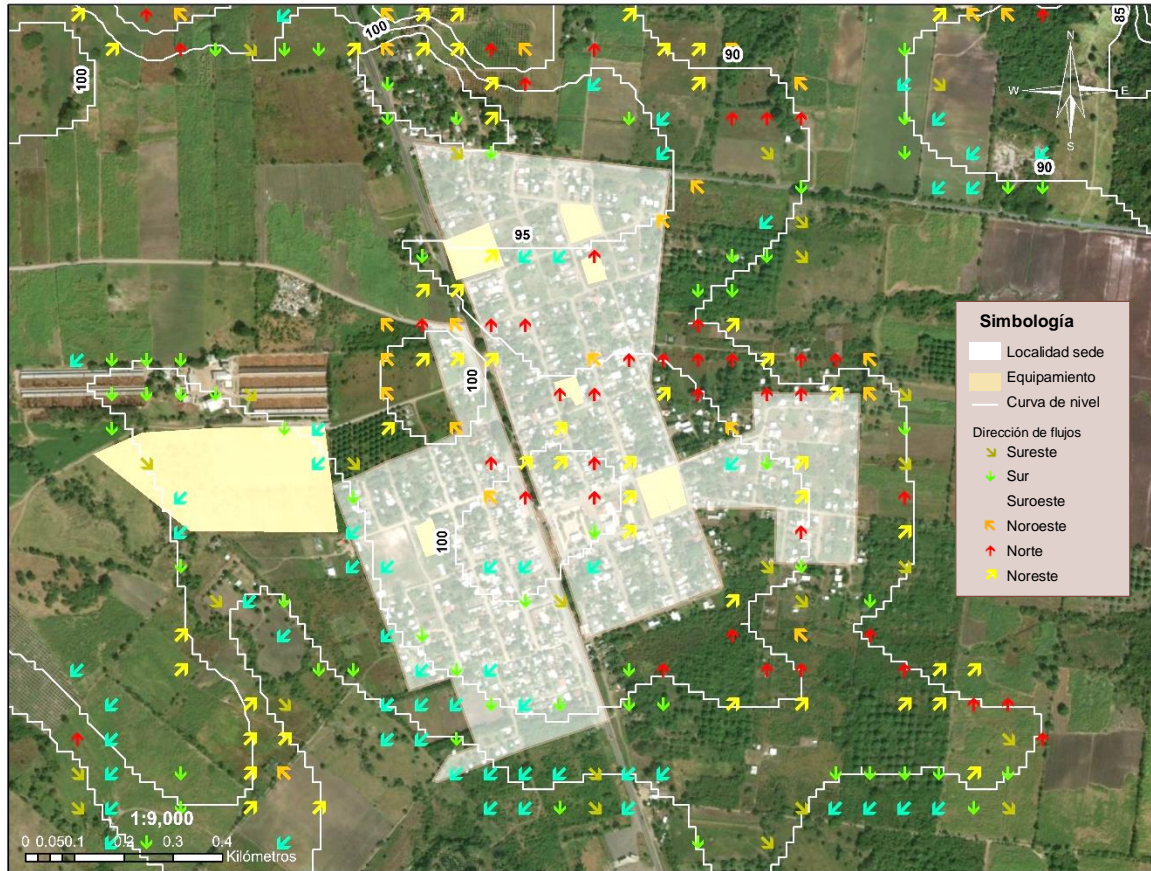 100
85
100
90
N
W
E
S
90
95
100
100
Simbología
Localidad sede
Equipamiento
Curva de nivel
Dirección de flujos
Sureste
Sur
Suroeste
Noroeste
Norte
Noreste
1:9,000
0 0.050.1 0.2 0.3 0.4
Kilómetros